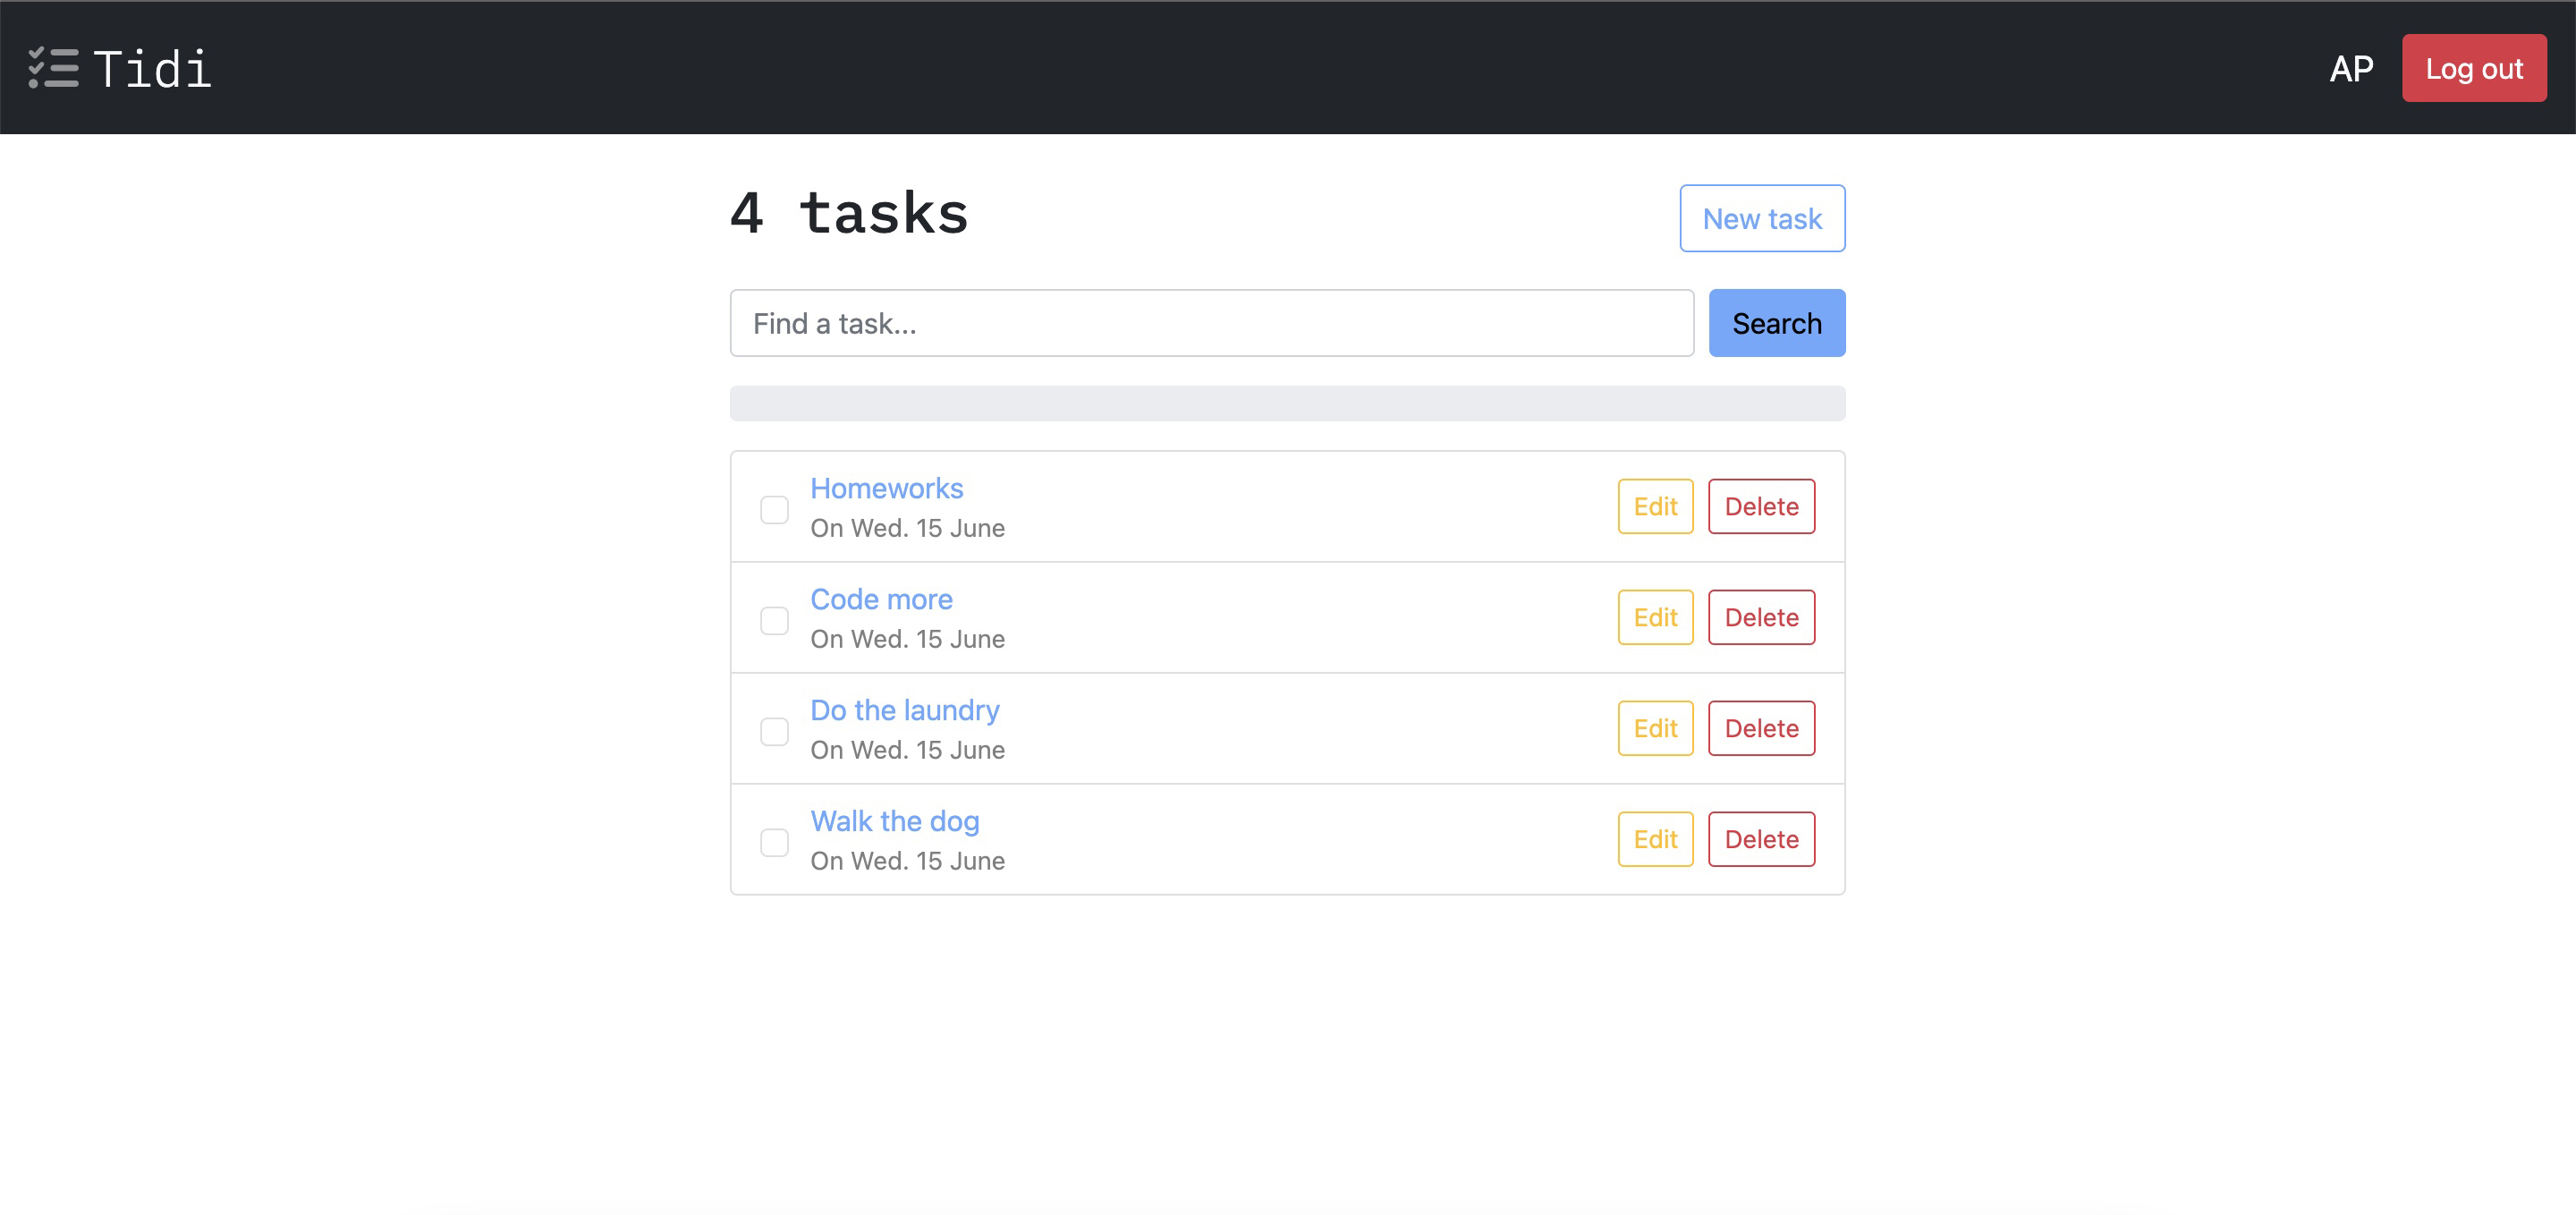 Tidi
AP
Log out
4 tasks
New task
Find a task...
Search
Homeworks
On Wed. 15 June
Edit
Delete
Code more
On Wed. 15 June
Edit
Delete
Do the laundry
On Wed. 15 June
Edit
Delete
Walk the dog
On Wed. 15 June
Edit
Delete